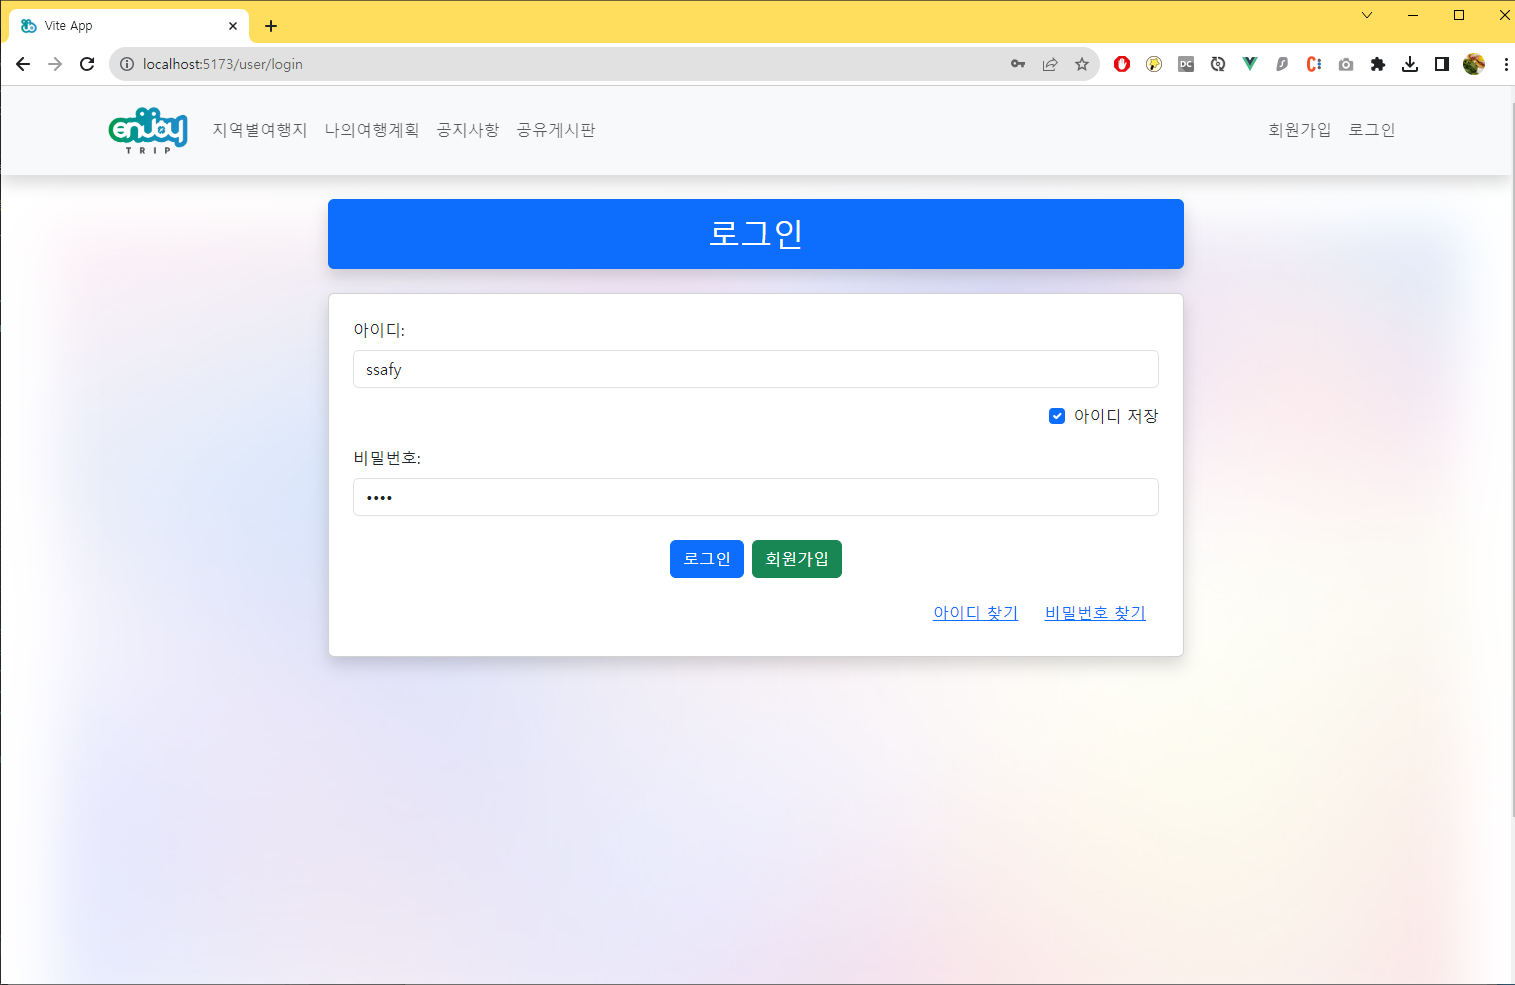 Vite App
localhost:5173/user/login
enjoy
TRIP
지역별여행지 나의여행계획 공지사항 공유게시판
회원가입 로그인
로그인
아이디:
ssafy
아이디 저장
비밀번호:
••••
로그인 회원가입
아이디 찾기 비밀번호 찾기